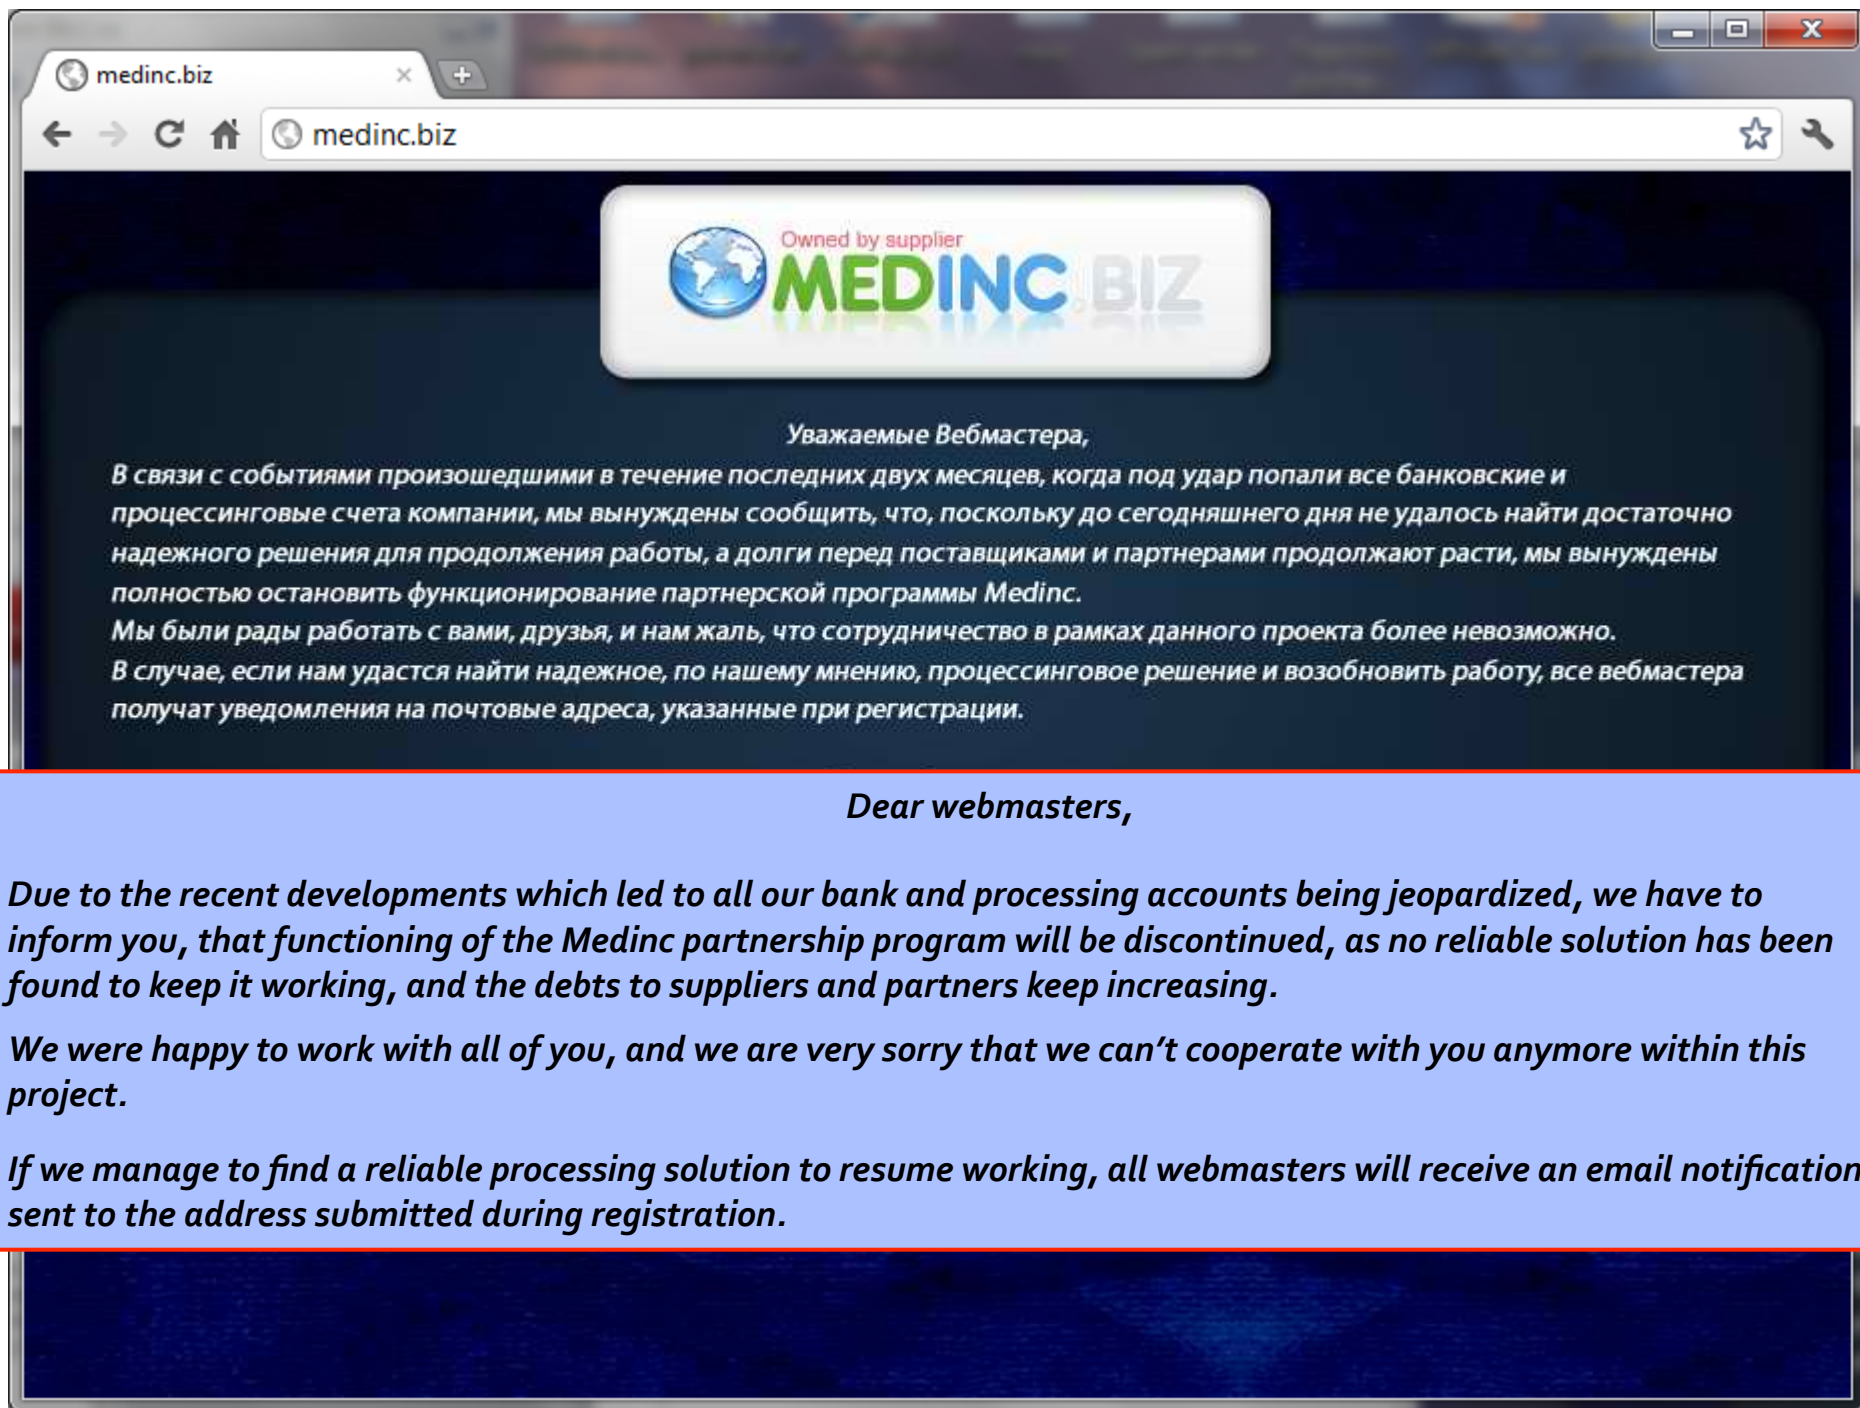 medinc.biz
medinc.biz
Owned by supplier
MEDINC.BIZ
Уважаемые Вебмастера,
В связи с событиями произошедшими в течение последних двух месяцев, когда под удар попали все банковские и
процессинговые счета компании, мы вынуждены сообщить, что, поскольку до сегодняшнего дня не удалось найти достаточно
надежного решения для продолжения работы, а долги перед поставщиками и партнерами продолжают расти, мы вынуждены
полностью остановить функционирование партнерской программы Medinc.
Мы были рады работать с вами, друзья, и нам жаль, что сотрудничество в рамках данного проекта более невозможно.
В случае, если нам удастся найти надежное, по нашему мнению, процессинговое решение и возобновить работу, все вебмастера
получат уведомления на почтовые адреса, указанные при регистрации.
Dear webmasters,
Due to the recent developments which led to all our bank and processing accounts being jeopardized, we have to
inform you, that functioning of the Medinc partnership program will be discontinued, as no reliable solution has been
found to keep it working, and the debts to suppliers and partners keep increasing.
We were happy to work with all of you, and we are very sorry that we can't cooperate with you anymore within this
project.
If we manage to find a reliable processing solution to resume working, all webmasters will receive an email notification
sent to the address submitted during registration.